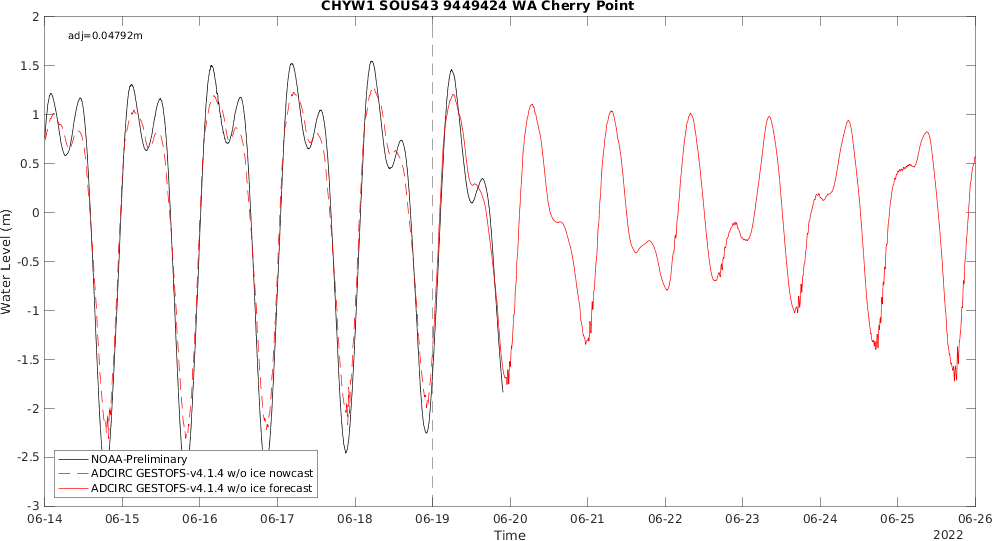 CHYW1 SOUS43 9449424 WA Cherry Point
adj=0.04792m
2
1.5
1
0.5
0
-0.5
-1
-1.5
-2
-2.5
-3
Water Level (m)
NOAA-Preliminary
ADCIRC GESTOFS-v4.1.4 w/o ice nowcast
ADCIRC GESTOFS-v4.1.4 w/o ice forecast
06-14 06-15 06-16 06-17 06-18 06-19 06-20 06-21 06-22 06-23 06-24 06-25 06-26
Time
2022